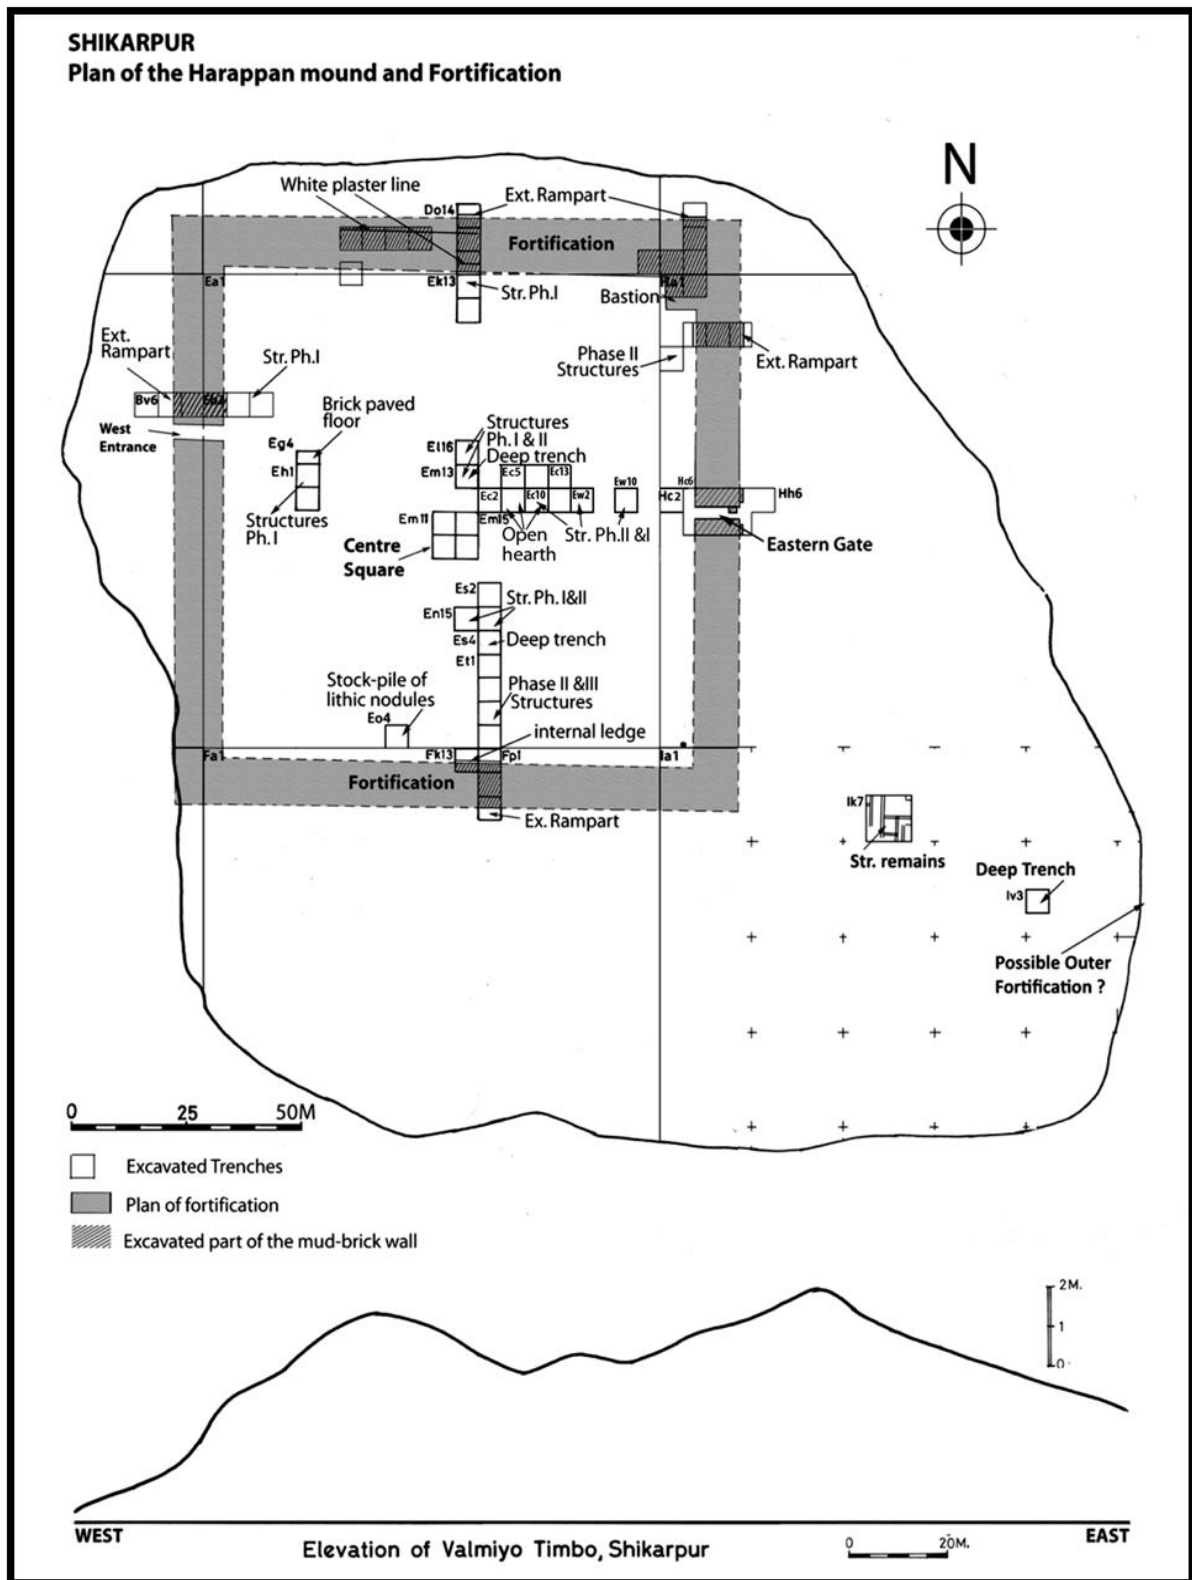 SHIKARPUR
Plan of the Harappan mound and Fortification
N
White plaster line
Do14
Ext. Rampart
Fortification
Ea1
Ek13
Str. Ph.I
Bastion
Ext.
Rampart
Str. Ph.I
Phase II
Structures
Ext. Rampart
Bv6
West
Entrance
Brick paved
floor
Eg4
Eh1
Structures
Ph. I
El16
Structures
Ph. I & II
Em13
Deep trench
Ec5
Ec13
Ec2
Ec10
Ew2
Ew10
Hc6
Hc2
Hh6
Em11
Em15
Open
hearth
Str. Ph.II &I
Eastern Gate
Centre
Square
Es2
Str. Ph. I&II
En15
Es4
Deep trench
Et1
Stock-pile of
lithic nodules
Phase II &III
Structures
Eo4
internal ledge
Fa1
Fk13
Fp1
Ia1
Fortification
Ex. Rampart
Ik7
Str. remains
Deep Trench
Iv3
Possible Outer
Fortification ?
0 25 50M
Excavated Trenches
Plan of fortification
Excavated part of the mud-brick wall
2M.
1
0
WEST
EAST
Elevation of Valmiyo Timbo, Shikarpur
0 20M.